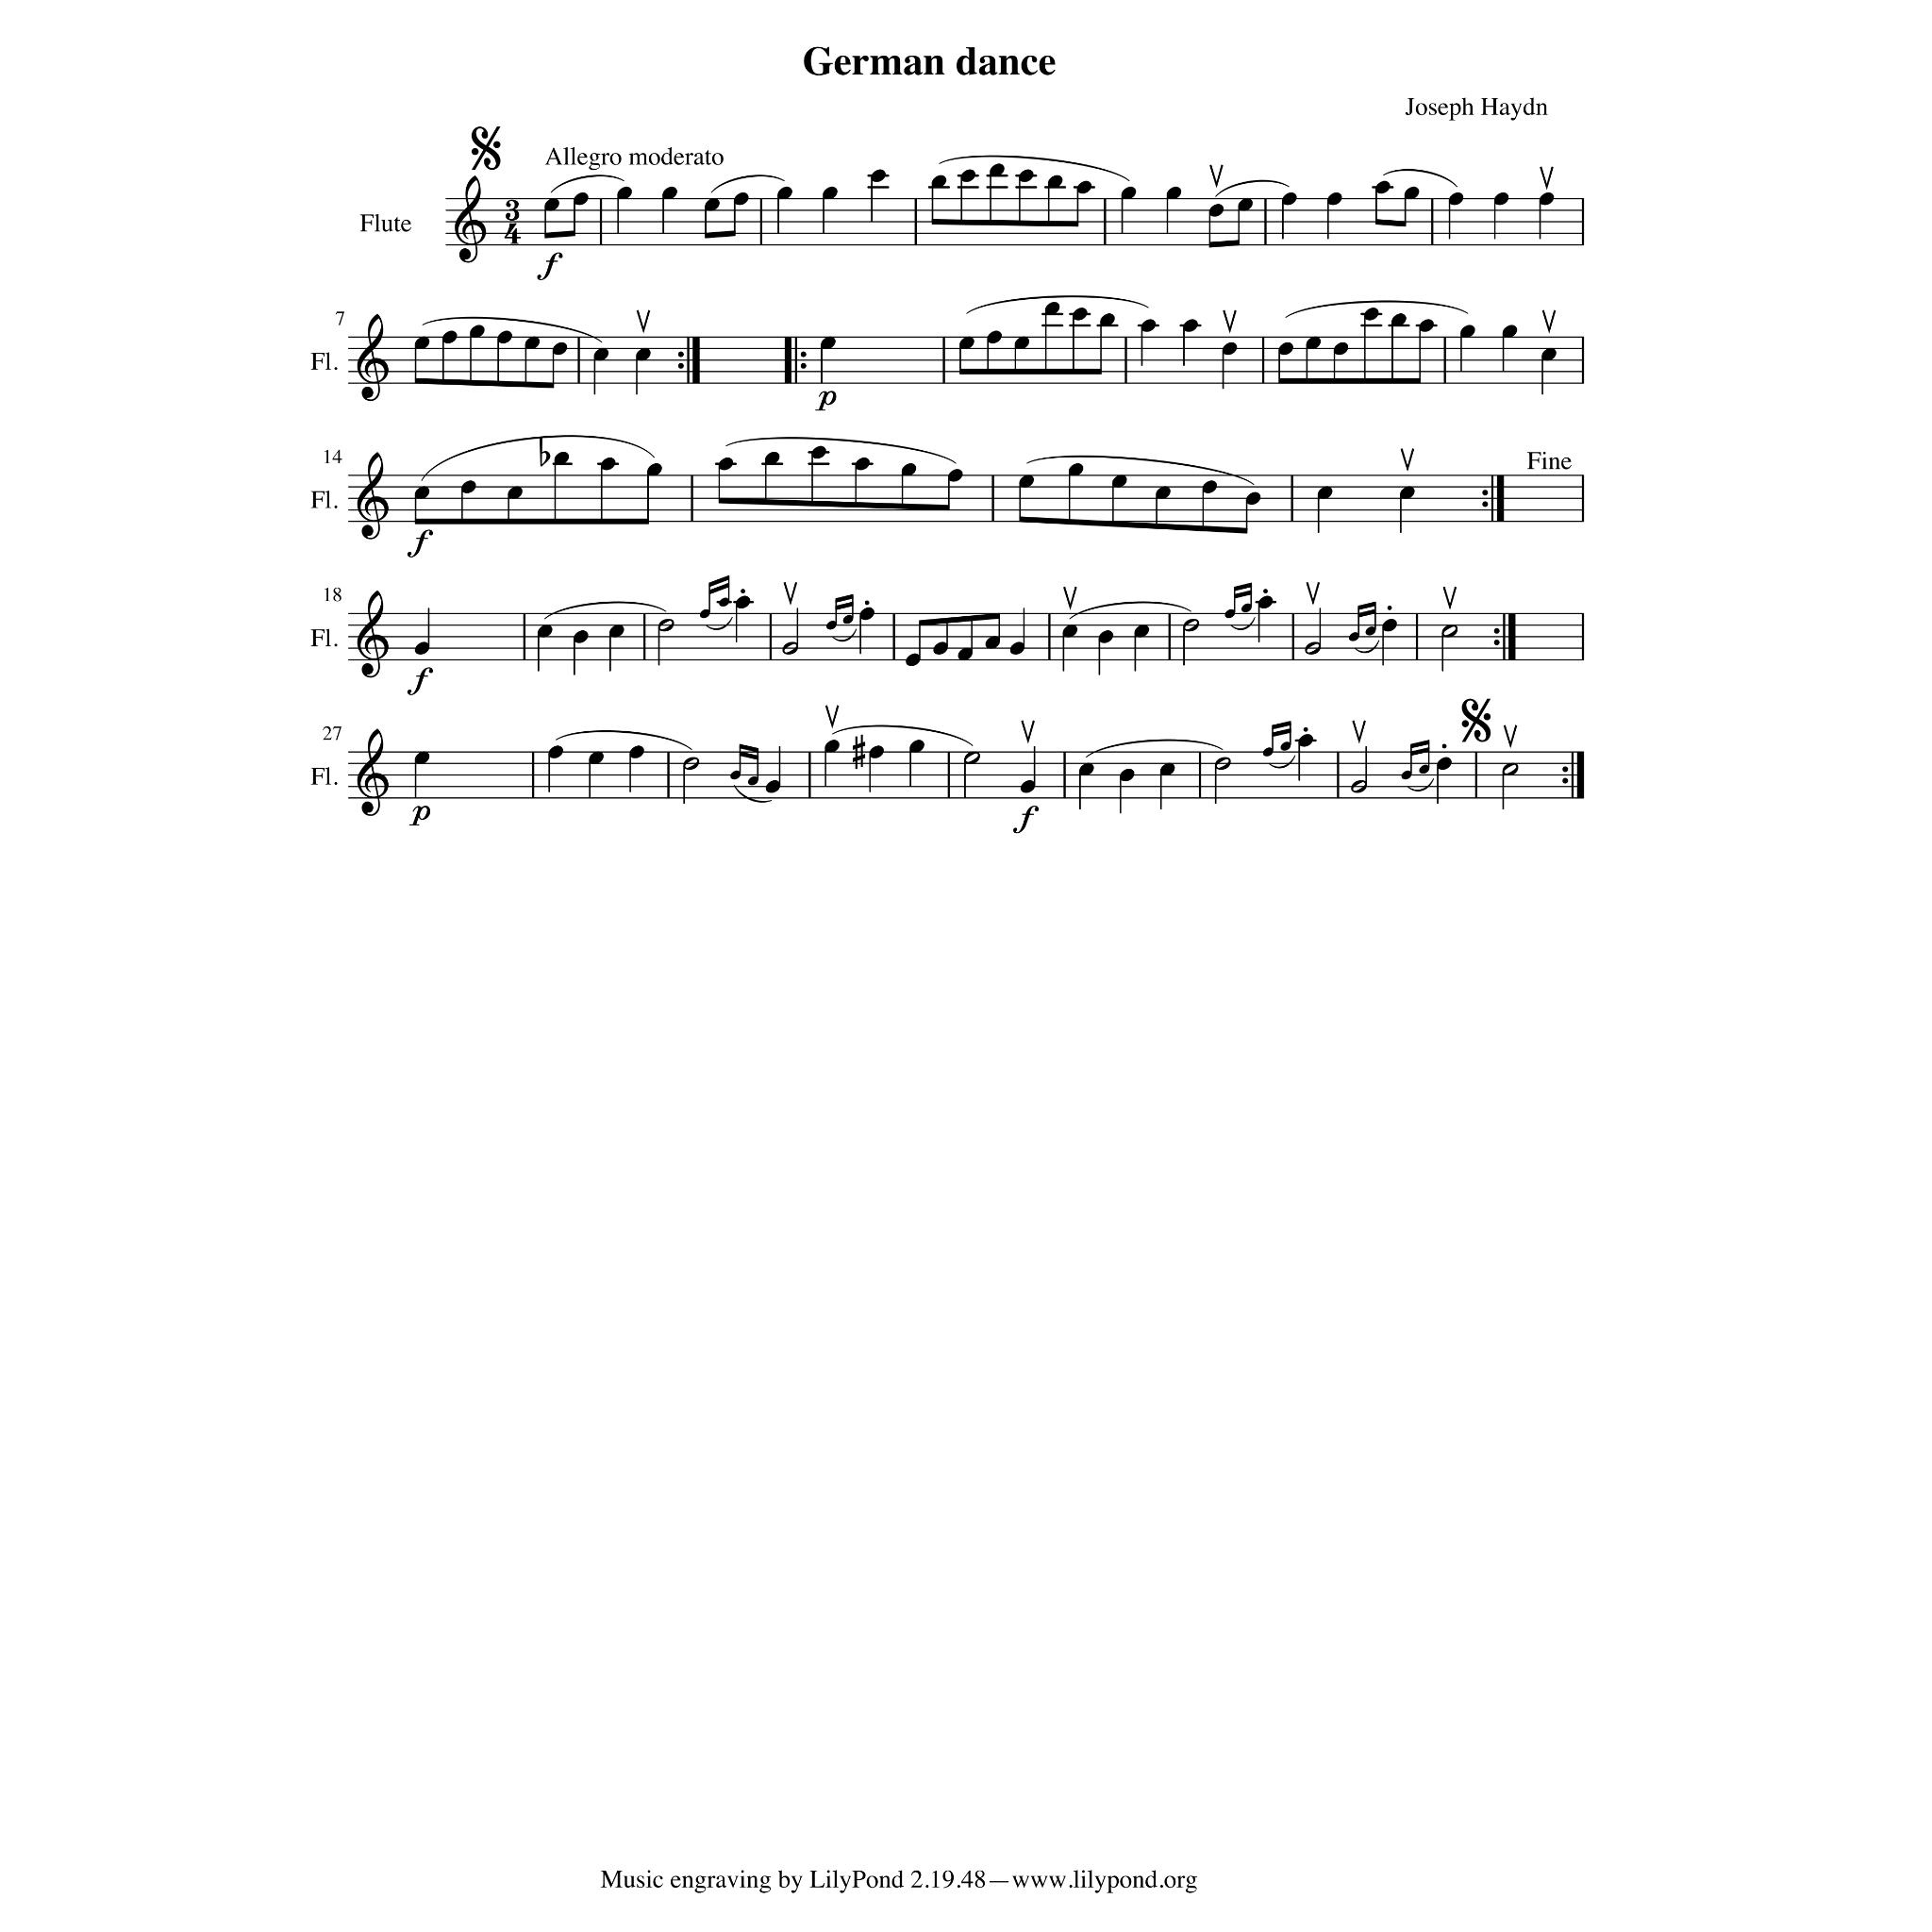 German dance
Joseph Haydn
Allegro moderato
Flute
3
4
f
7
Fl.
p
14
Fl.
f
Fine
18
Fl.
f
27
Fl.
p
f
Music engraving by LilyPond 2.19.48—www.lilypond.org